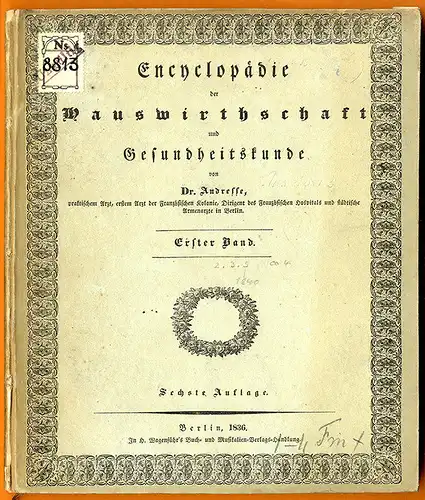 No.
8813
Encyclopädie
der
Hauswirthschaft
und
Gesundheitskunde
von
Dr. Andresse,
praktischem Arzt, erstem Arzt der Französischen Kolonie, Dirigent des Französischen Hospitals und städtische
Armenarzte in Berlin.
Erster Band.
Sechste Auflage.
Berlin, 1836.
In H. Wagenführ's Buch- und Musikalien-Verlags-Handlung